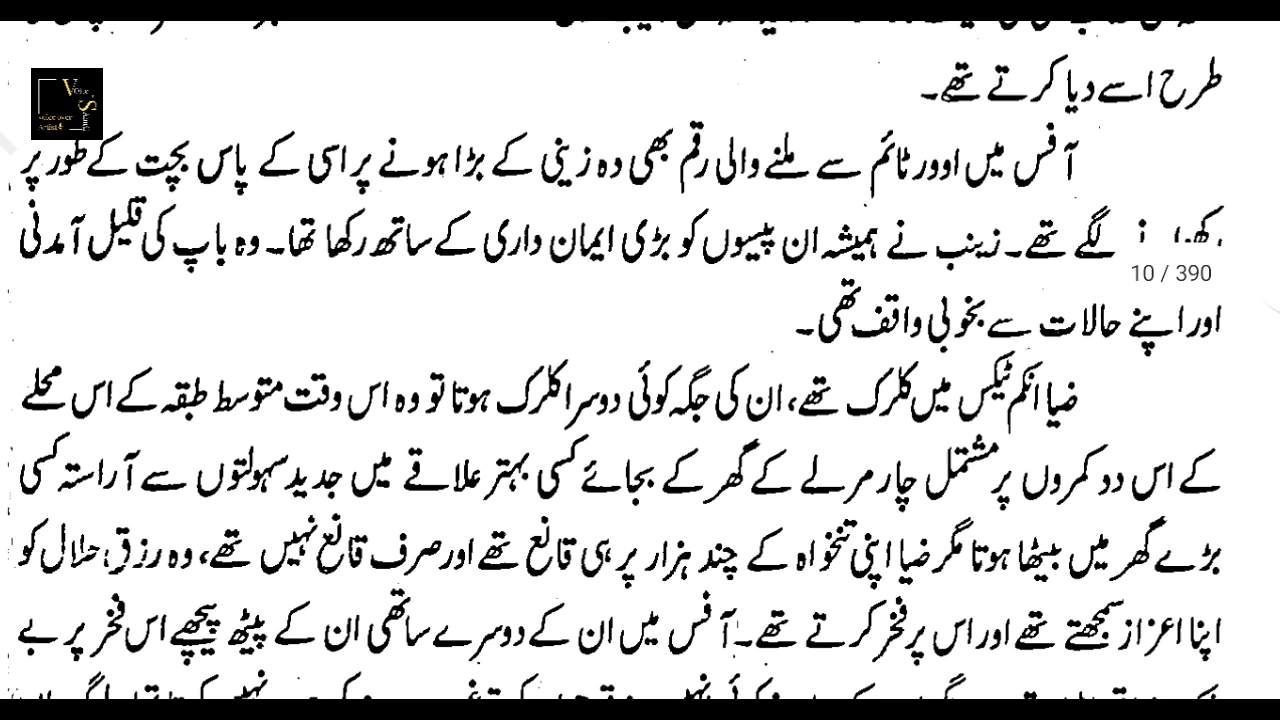 طرح اسے دیا کرتے تھے۔
آفس میں اوور ٹائم سے ملنے والی رقم بھی وہ زینی کے بڑا ہونے پر اسی کے پاس بچت کے طور پر
لگے تھے۔ زینب نے ہمیشہ ان پیسوں کو بڑی ایمان داری کے ساتھ رکھا تھا۔ وہ باپ کی قلیل آمدنی
10 / 390
اور اپنے حالات سے بخوبی واقف تھی۔
ضیا انکم ٹیکس میں کلرک تھے، ان کی جگہ کوئی دوسرا کلرک ہوتا تو وہ اس وقت متوسط طبقہ کے اس محلے
کے اس دو کمروں پر مشتمل چار مرلے کے گھر کے بجائے کسی بہتر علاقے میں جدید سہولتوں سے آراستہ کسی
بڑے گھر میں بیٹھا ہوتا مگر ضیا اپنی تنخواہ کے چند ہزار پر ہی قانع تھے اور صرف قانع نہیں تھے، وہ رزقِ حلال کو
اپنا اعزاز سمجھتے تھے اور اس پر فخر کرتے تھے۔ آفس میں ان کے دوسرے ساتھی ان کے پیٹھ پیچھے اس فخر پر بے